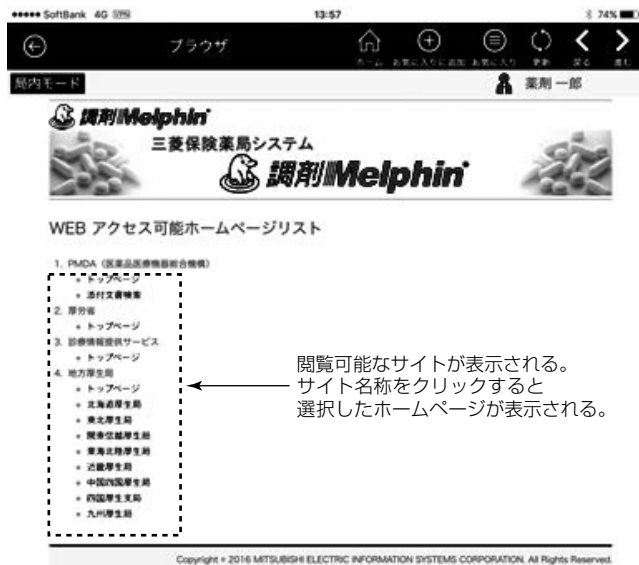 ●●●●● SoftBank 4G VPN 13:57 74%
ブラウザ
ホーム お気に入りに追加 お気に入り 更新 戻る 進む
局内モード 薬剤 一郎
調剤Melphin
三菱保険薬局システム
調剤Melphin
WEB アクセス可能ホームページリスト
1. PMDA（医薬品医療機器総合機構）
トップページ
添付文書検索
2. 厚労省
トップページ
3. 診療情報提供サービス
トップページ
4. 地方厚生局
トップページ
北海道厚生局
東北厚生局
関東信越厚生局
東海北陸厚生局
近畿厚生局
中国四国厚生局
四国厚生支局
九州厚生局
閲覧可能なサイトが表示される。
サイト名称をクリックすると
選択したホームページが表示される。
Copyright © 2016 MITSUBISHI ELECTRIC INFORMATION SYSTEMS CORPORATION. All Rights Reserved.